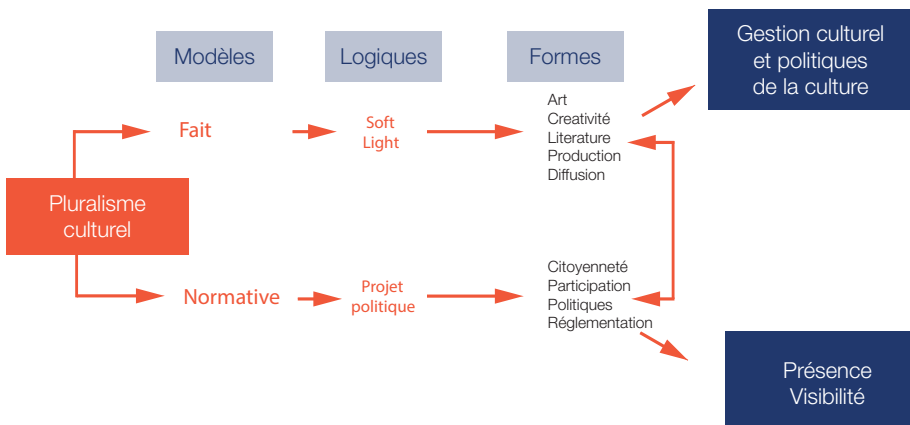 Modèles
Logiques
Formes
Gestion culturel
et politiques
de la culture
Fait
Soft
Light
Art
Creativité
Literature
Production
Diffusion
Pluralisme
culturel
Normative
Projet
politique
Citoyenneté
Participation
Politiques
Réglementation
Présence
Visibilité